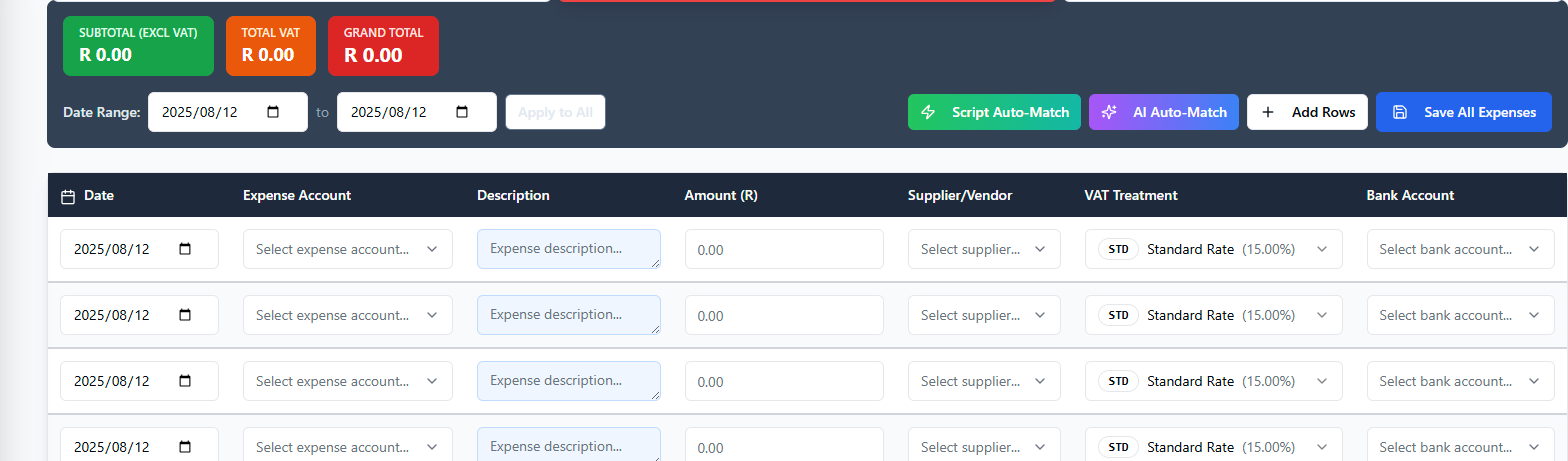 SUBTOTAL (EXCL VAT) TOTAL VAT GRAND TOTAL
R 0.00 R 0.00 R 0.00
Date Range: 2025/08/12 to 2025/08/12 Apply to All Script Auto-Match AI Auto-Match Add Rows Save All Expenses
Date Expense Account Description Amount (R) Supplier/Vendor VAT Treatment Bank Account
2025/08/12 Select expense account... Expense description... 0.00 Select supplier... STD Standard Rate (15.00%) Select bank account...
2025/08/12 Select expense account... Expense description... 0.00 Select supplier... STD Standard Rate (15.00%) Select bank account...
2025/08/12 Select expense account... Expense description... 0.00 Select supplier... STD Standard Rate (15.00%) Select bank account...
2025/08/12 Select expense account... Expense description... 0.00 Select supplier... STD Standard Rate (15.00%) Select bank account...